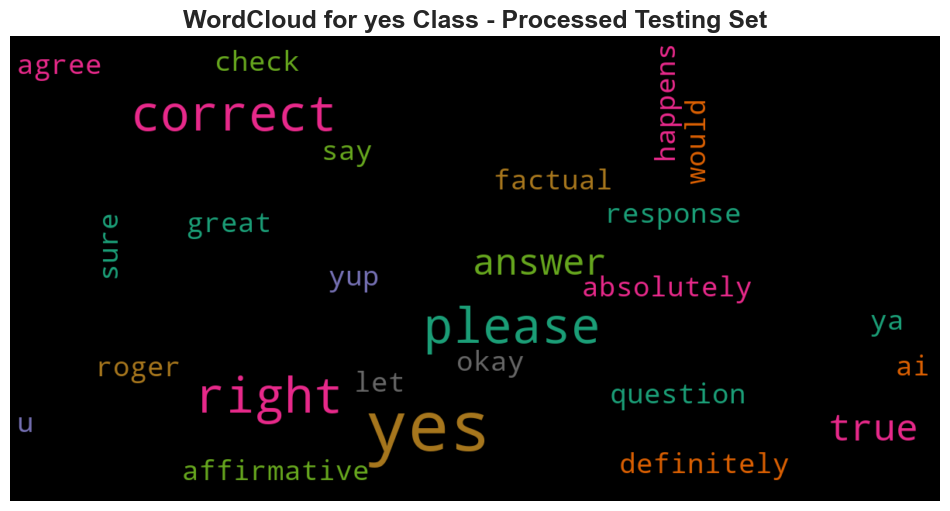 WordCloud for yes Class - Processed Testing Set
agree
check
happens
correct
would
say
factual
response
sure
great
answer
yup
absolutely
please
ya
okay
roger
ai
let
right
question
u
yes
true
affirmative
definitely